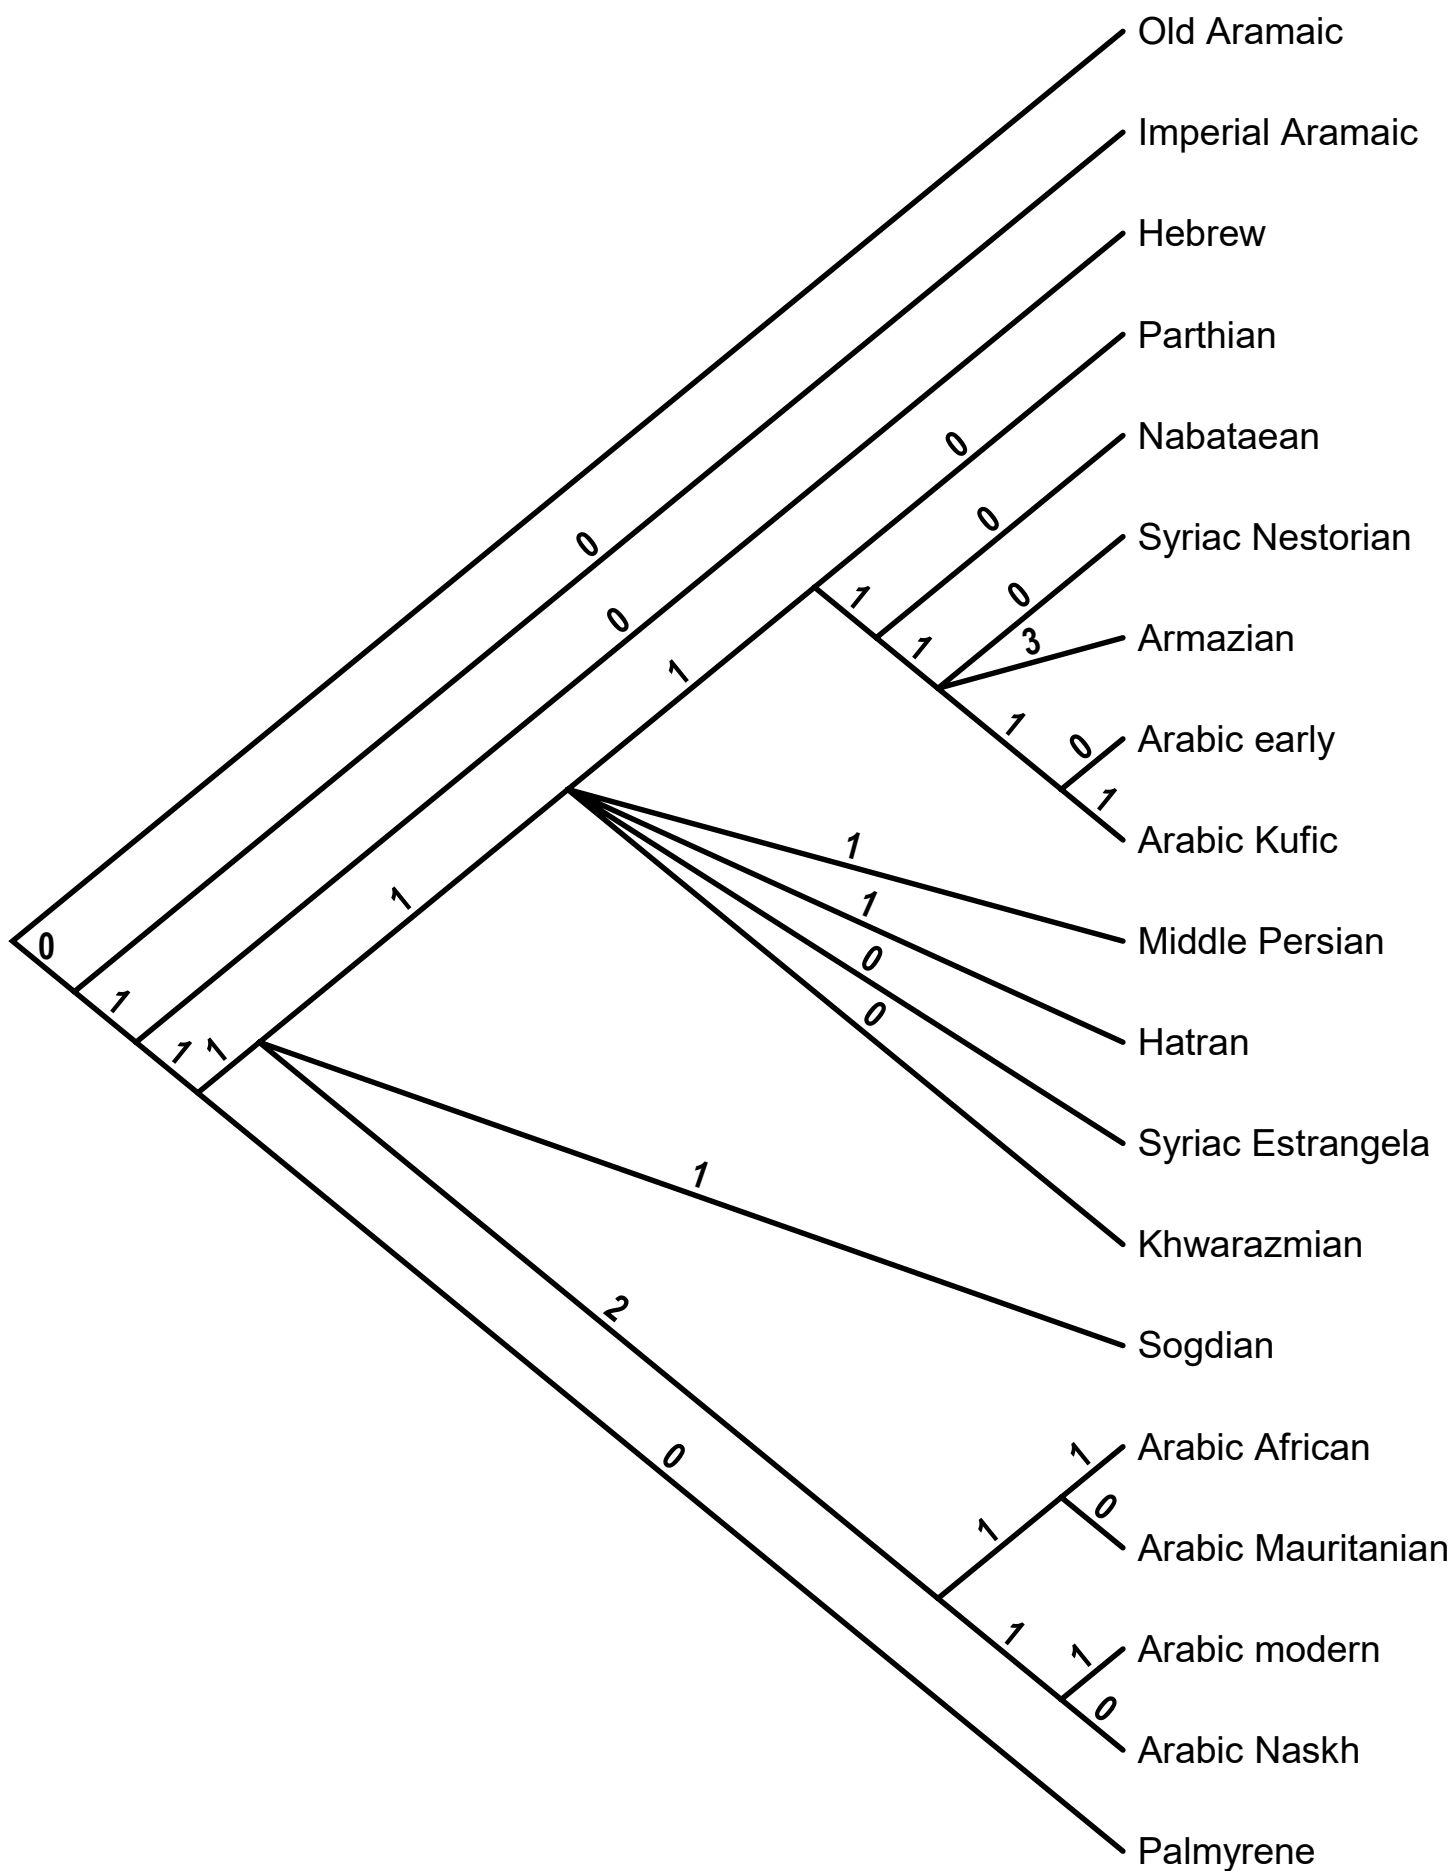 Old Aramaic
Imperial Aramaic
Hebrew
Parthian
0
Nabataean
0
Syriac Nestorian
0
0
1
Armazian
3
0
1
1
1
Arabic early
0
1
Arabic Kufic
1
1
1
Middle Persian
0
1
0
1
Hatran
0
1
1
Syriac Estrangela
1
Khwarazmian
2
Sogdian
Arabic African
1
0
0
1
Arabic Mauritanian
1
Arabic modern
1
0
Arabic Naskh
Palmyrene